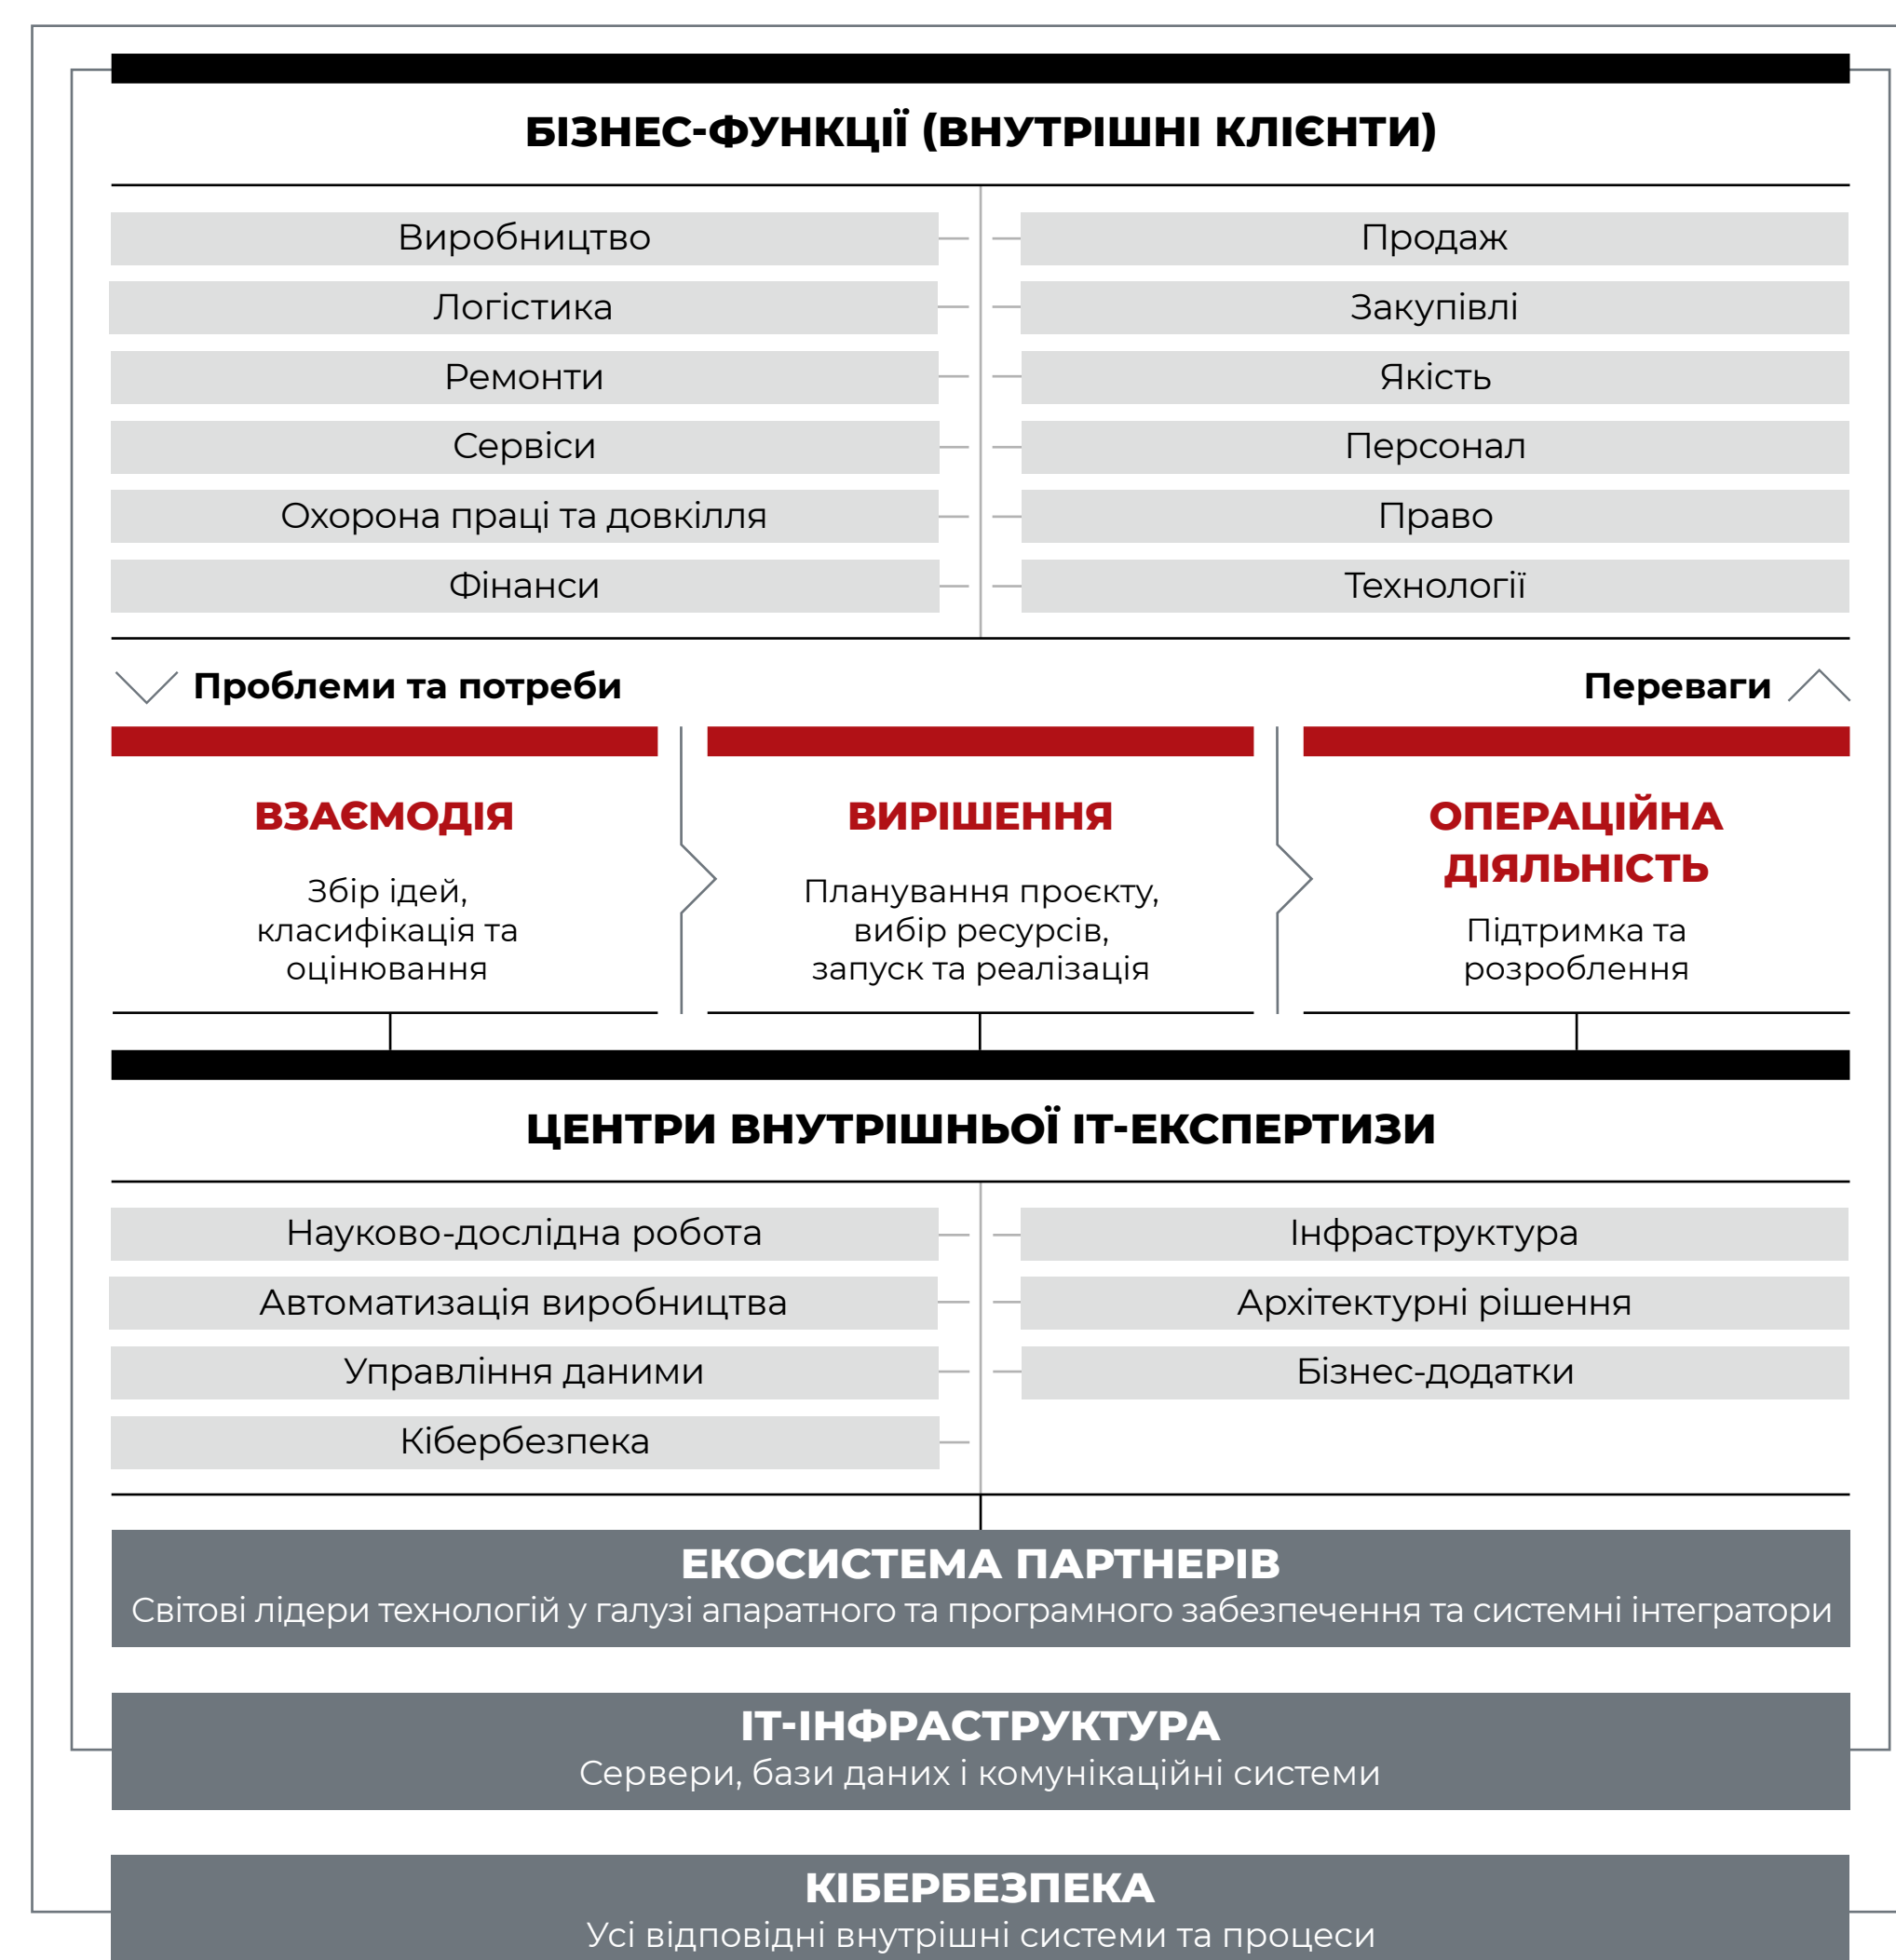 БІЗНЕС-ФУНКЦІЇ (ВНУТРІШНІ КЛІЄНТИ)
Виробництво
Продаж
Логістика
Закупівлі
Ремонти
Якість
Сервіси
Персонал
Охорона праці та довкілля
Право
Фінанси
Технології
Проблеми та потреби
Переваги
ВЗАЄМОДІЯ
Збір ідей,
класифікація та
оцінювання
ВИРІШЕННЯ
Планування проєкту,
вибір ресурсів,
запуск та реалізація
ОПЕРАЦІЙНА
ДІЯЛЬНІСТЬ
Підтримка та
розроблення
ЦЕНТРИ ВНУТРІШНЬОЇ ІТ-ЕКСПЕРТИЗИ
Науково-дослідна робота
Інфраструктура
Автоматизація виробництва
Архітектурні рішення
Управління даними
Бізнес-додатки
Кібербезпека
ЕКОСИСТЕМА ПАРТНЕРІВ
Світові лідери технологій у галузі апаратного та програмного забезпечення та системні інтегратори
ІТ-ІНФРАСТРУКТУРА
Сервери, бази даних і комунікаційні системи
КІБЕРБЕЗПЕКА
Усі відповідні внутрішні системи та процеси